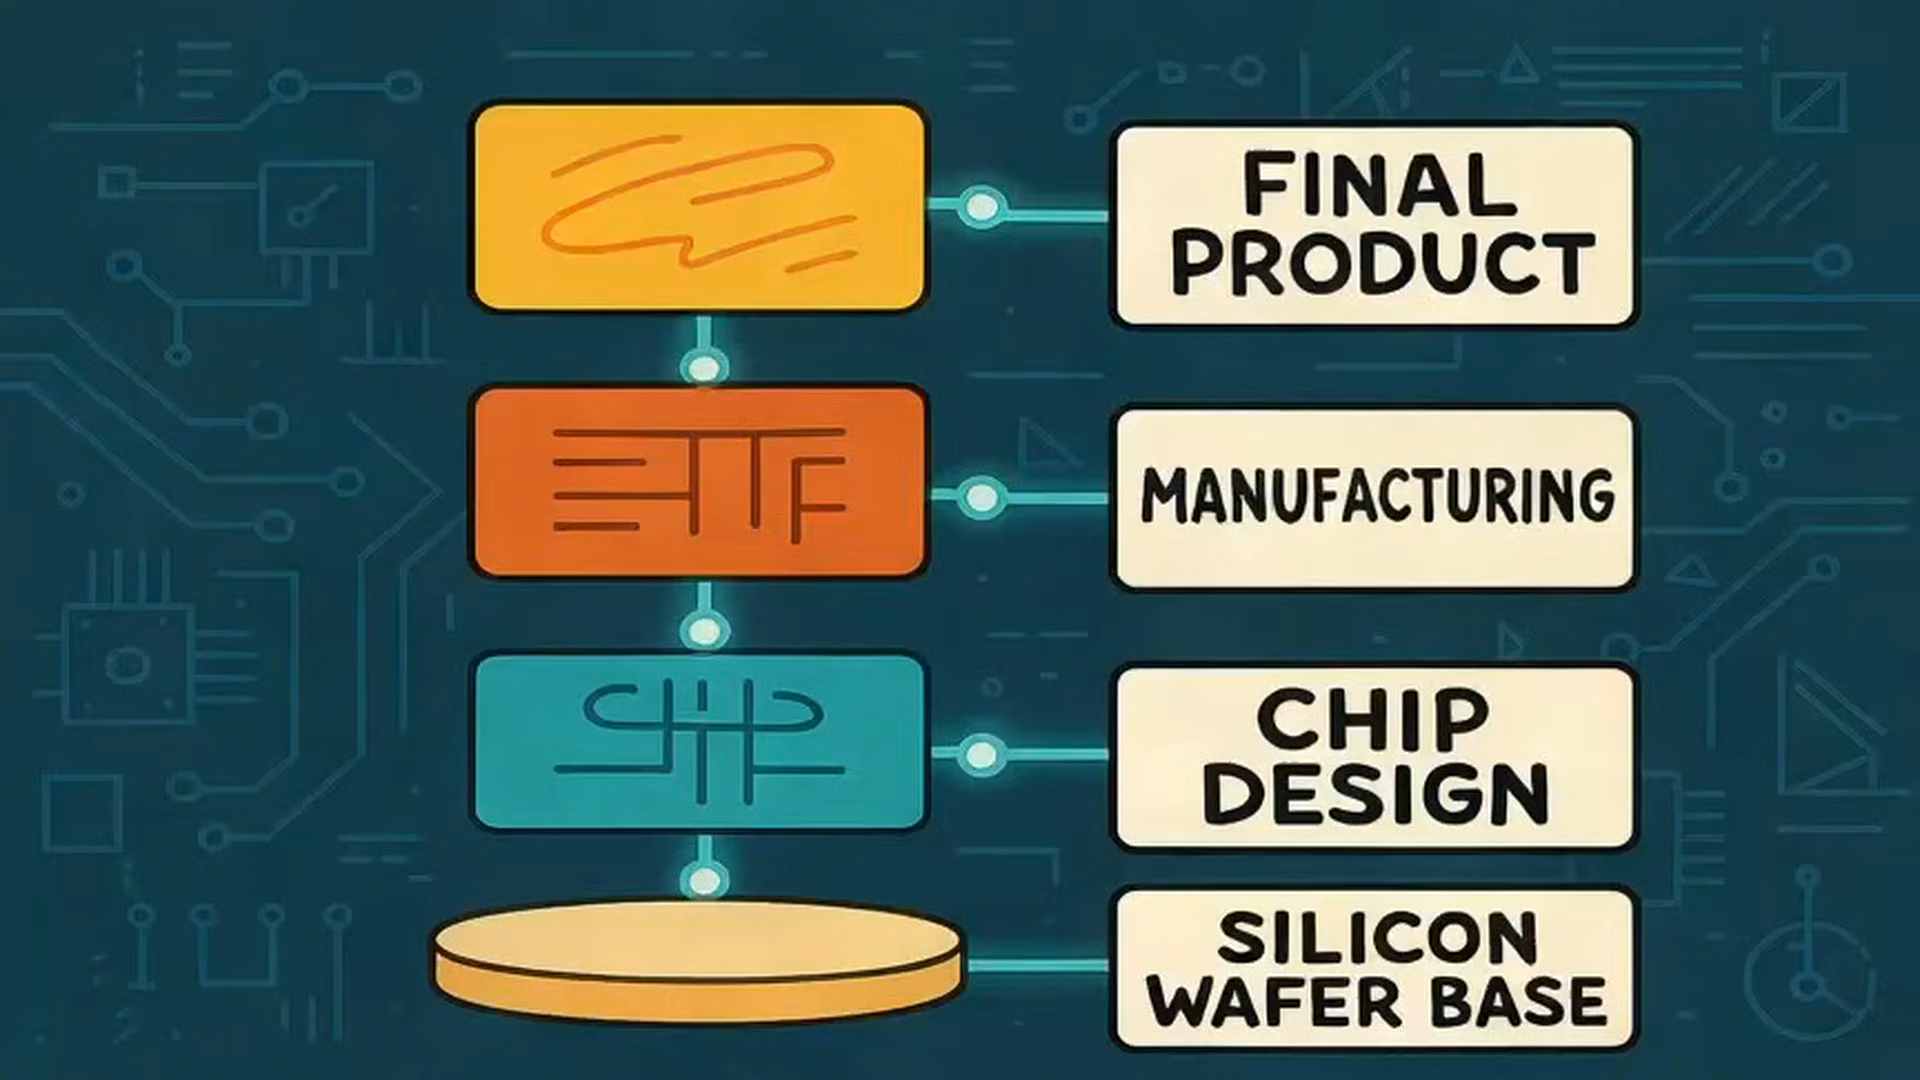 FINAL
PRODUCT
MANUFACTURING
CHIP
DESIGN
SILICON
WAFER BASE